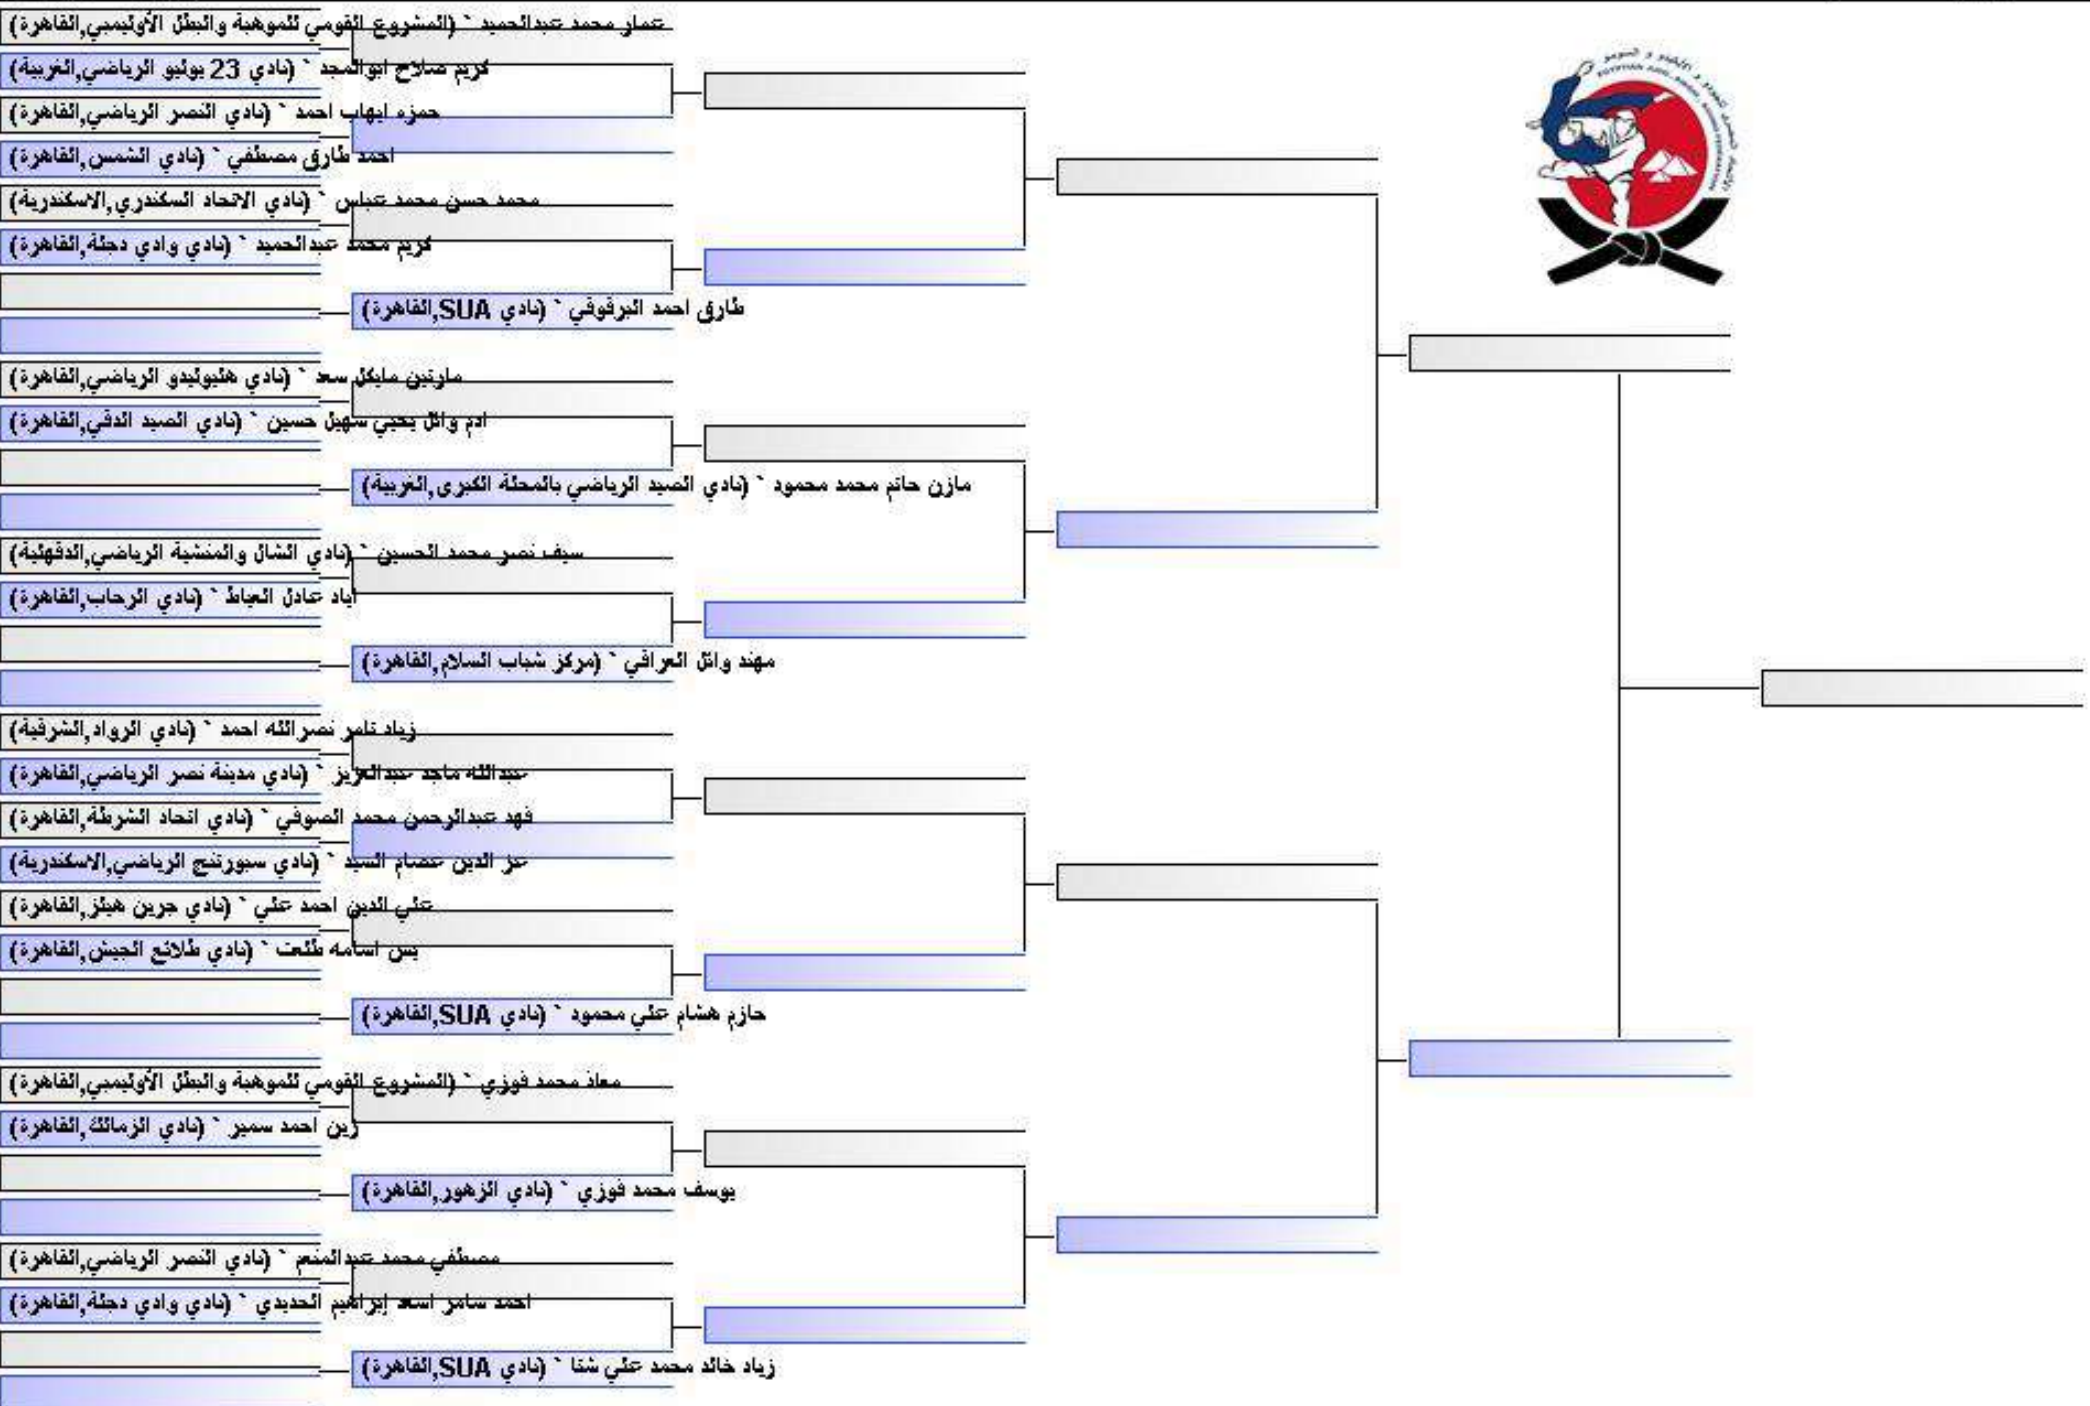 عمار محمد عبدالحميد ` (المشروع القومي للموهبة والبطل الأوليمبي,القاهرة)
كريم صلاح ابوالمجد ` (نادي 23 يوليو الرياضي,الغربية)
حمزه ايهاب احمد ` (نادي النصر الرياضي,القاهرة)
احمد طارق مصطفي ` (نادي الشمس,القاهرة)
محمد حسن محمد عباس ` (نادي الاتحاد السكندري,الاسكندرية)
كريم محمد عبدالحميد ` (نادي وادي دجلة,القاهرة)
طارق احمد البرقوقي ` (نادي SUA,القاهرة)
مارتين مايكل سعد ` (نادي هليوليدو الرياضي,القاهرة)
ادم وائل يحيي سهيل حسين ` (نادي الصيد الدقي,القاهرة)
مازن حاتم محمد محمود ` (نادي الصيد الرياضي بالمحلة الكبرى,الغربية)
سيف نصر محمد الحسين ` (نادي الشال والمنشية الرياضي,الدقهلية)
اياد عادل العياط ` (نادي الرحاب,القاهرة)
مهند وائل العراقي ` (مركز شباب السلام,القاهرة)
زياد تامر نصرالله احمد ` (نادي الرواد,الشرقية)
عبدالله ماجد عبدالعزيز ` (نادي مدينة نصر الرياضي,القاهرة)
فهد عبدالرحمن محمد الصوفي ` (نادي اتحاد الشرطة,القاهرة)
عز الدين عصام السيد ` (نادي سبورتنج الرياضي,الاسكندرية)
علي الدين احمد علي ` (نادي جرين هيلز,القاهرة)
يس اسامه طلعت ` (نادي طلائع الجيش,القاهرة)
حازم هشام علي محمود ` (نادي SUA,القاهرة)
معاذ محمد فوزي ` (المشروع القومي للموهبة والبطل الأوليمبي,القاهرة)
زين احمد سمير ` (نادي الزمالك,القاهرة)
يوسف محمد فوزي ` (نادي الزهور,القاهرة)
مصطفي محمد عبدالمنعم ` (نادي النصر الرياضي,القاهرة)
احمد سامر اسعد إبراهيم الحديدي ` (نادي وادي دجلة,القاهرة)
زياد خالد محمد علي شتا ` (نادي SUA,القاهرة)